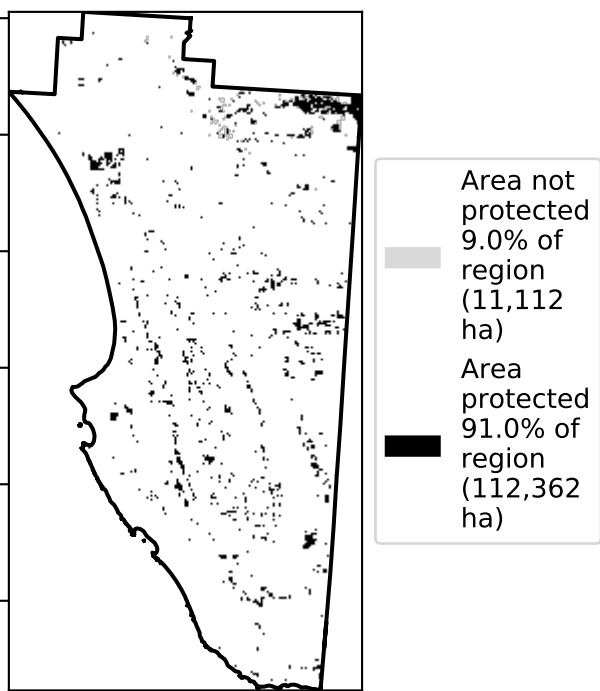 Area not
protected
9.0% of
region
(11,112
ha)
Area
protected
91.0% of
region
(112,362
ha)